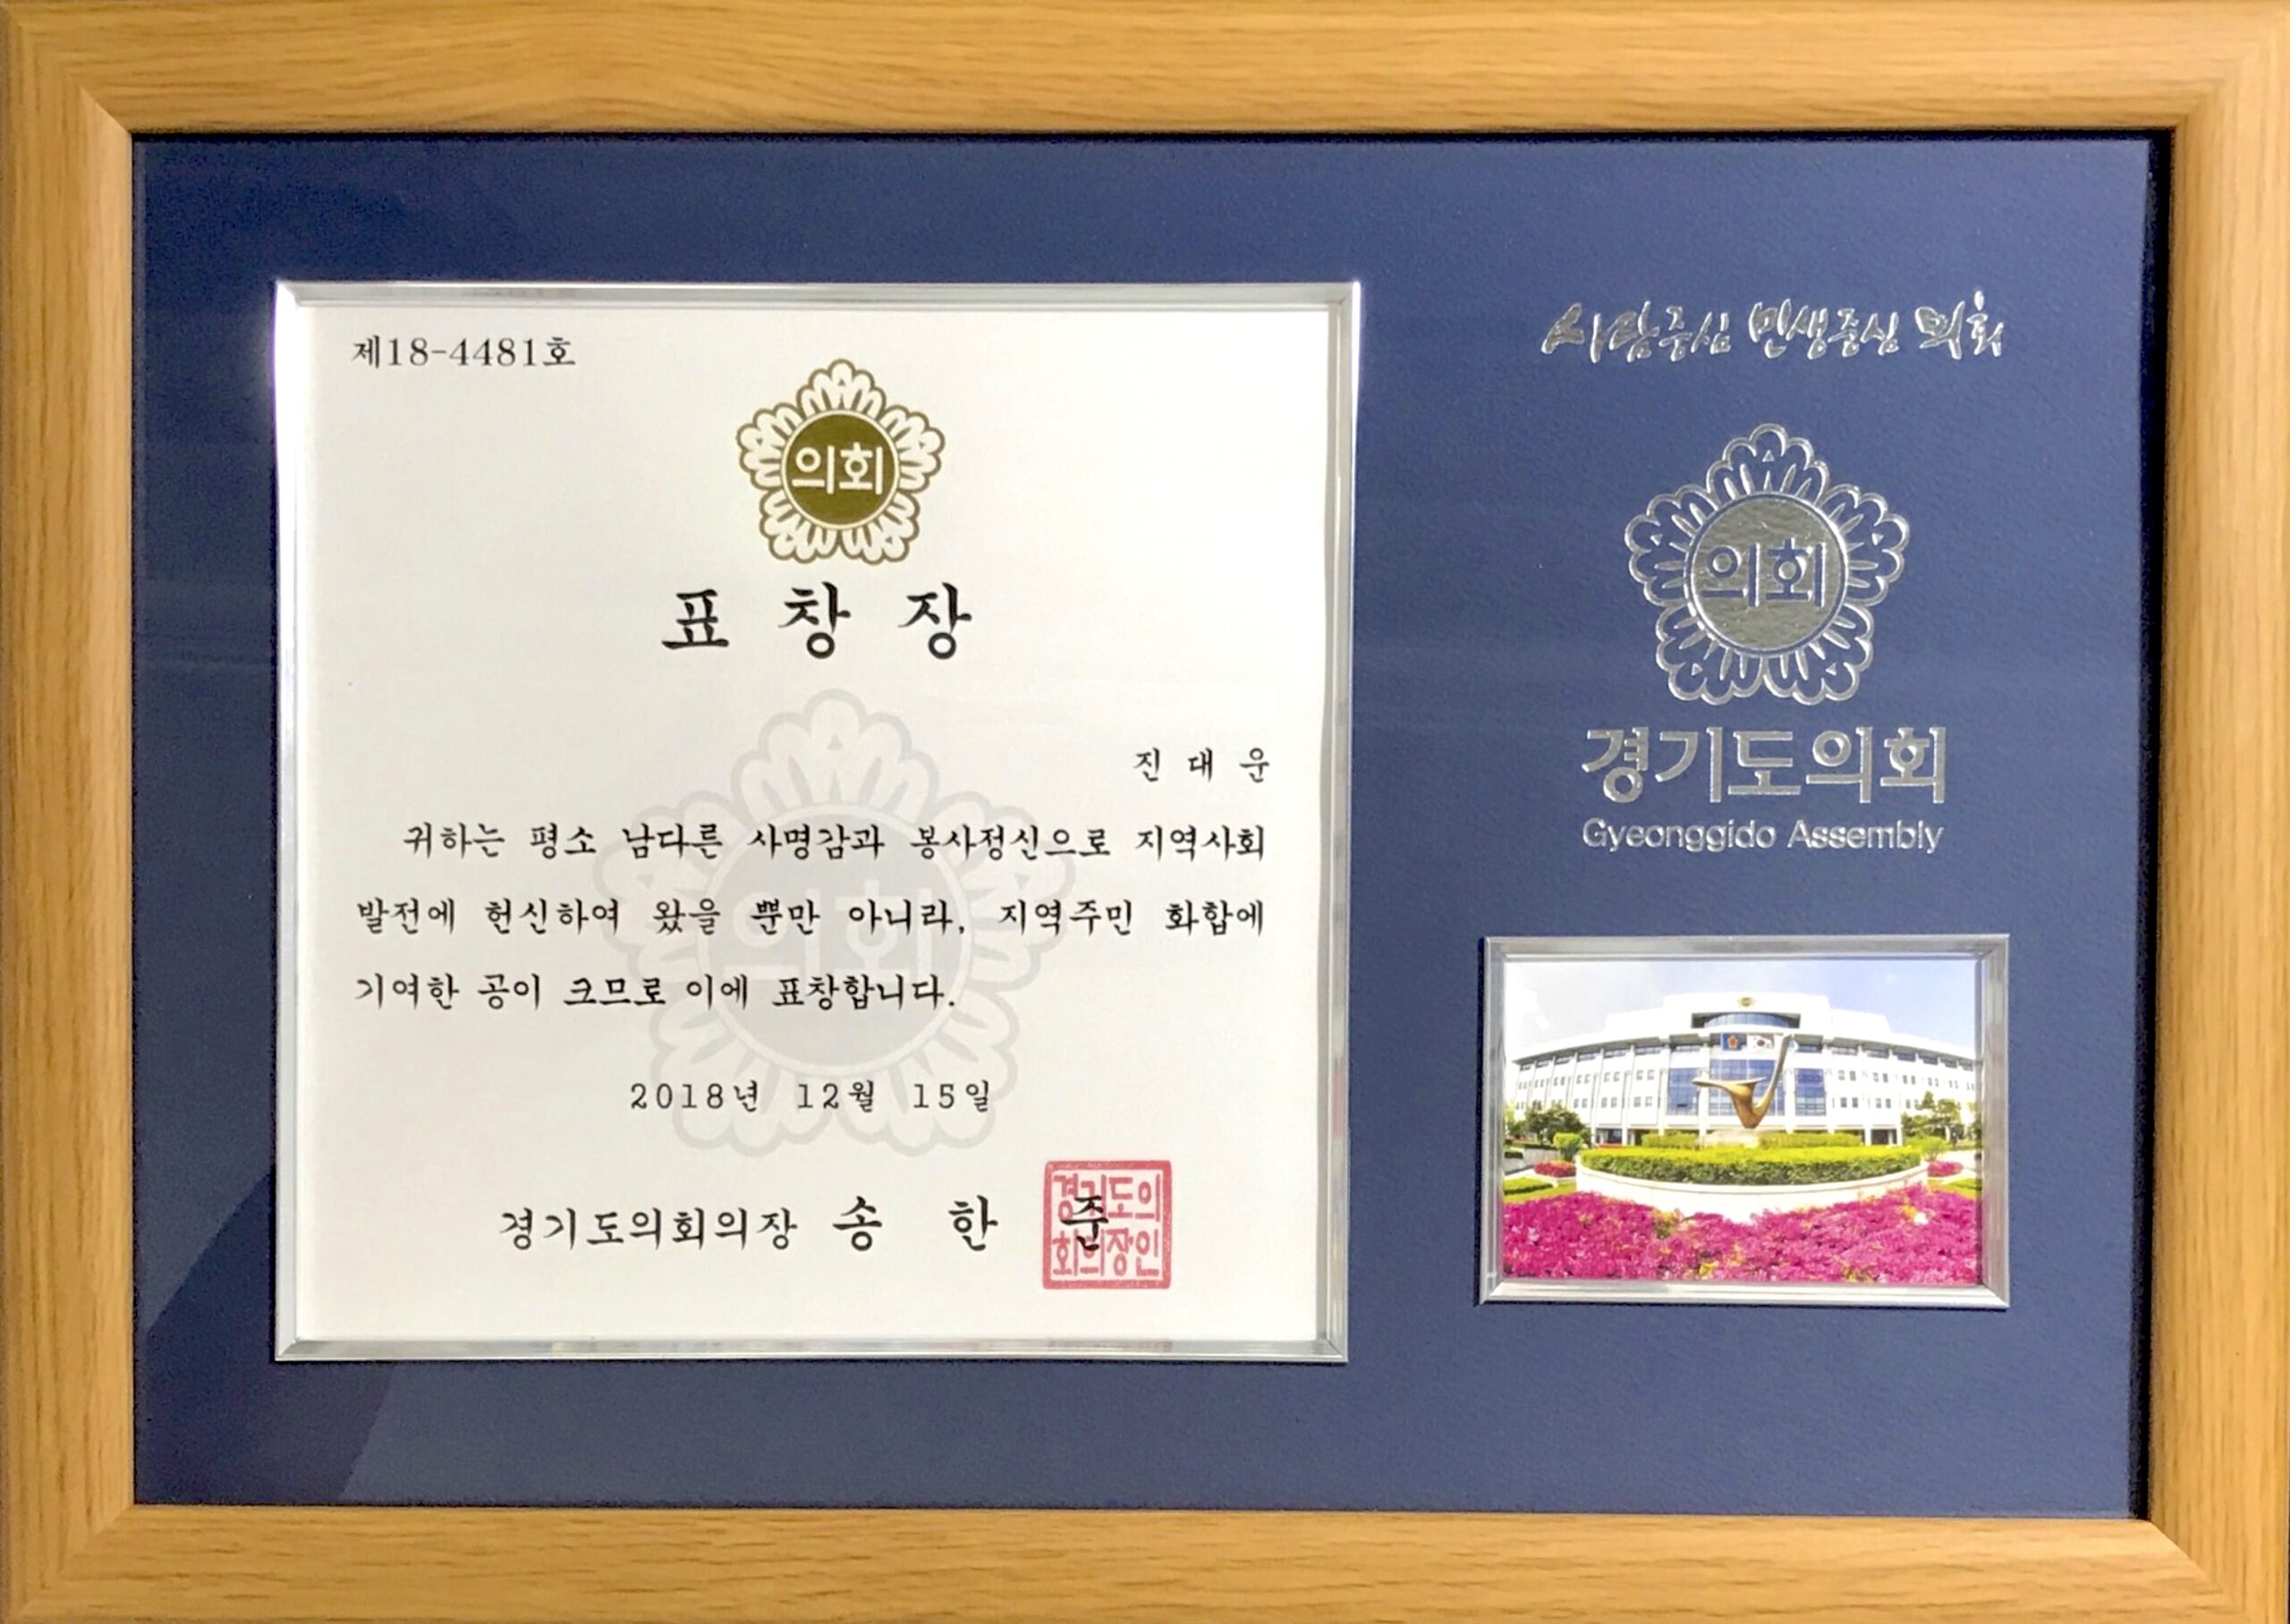 제18-4481호
의회
표 창 장
진 대 운
귀하는 평소 남다른 사명감과 봉사정신으로 지역사회
발전에 헌신하여 왔을 뿐만 아니라, 지역주민 화합에
기여한 공이 크므로 이에 표창합니다.
의회
2018년 12월 15일
경기도의회의장 송 한 준
경기도의
회의장인
사람중심 민생중심 의회
의회
경기도의회
Gyeonggido Assembly